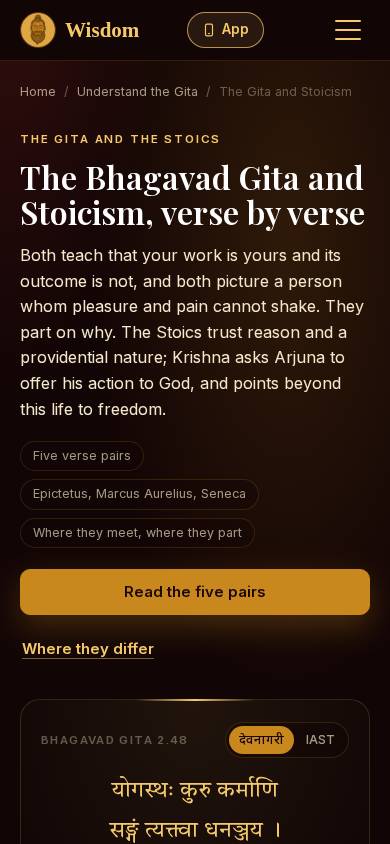 Wisdom
App
Home / Understand the Gita / The Gita and Stoicism
THE GITA AND THE STOICS
The Bhagavad Gita and
Stoicism, verse by verse
Both teach that your work is yours and its
outcome is not, and both picture a person
whom pleasure and pain cannot shake. They
part on why. The Stoics trust reason and a
providential nature; Krishna asks Arjuna to
offer his action to God, and points beyond
this life to freedom.
Five verse pairs
Epictetus, Marcus Aurelius, Seneca
Where they meet, where they part
Read the five pairs
Where they differ
BHAGAVAD GITA 2.48
देवनागरी IAST
योगस्थः कुरु कर्माणि
सङ्गं त्यक्त्वा धनञ्जय ।